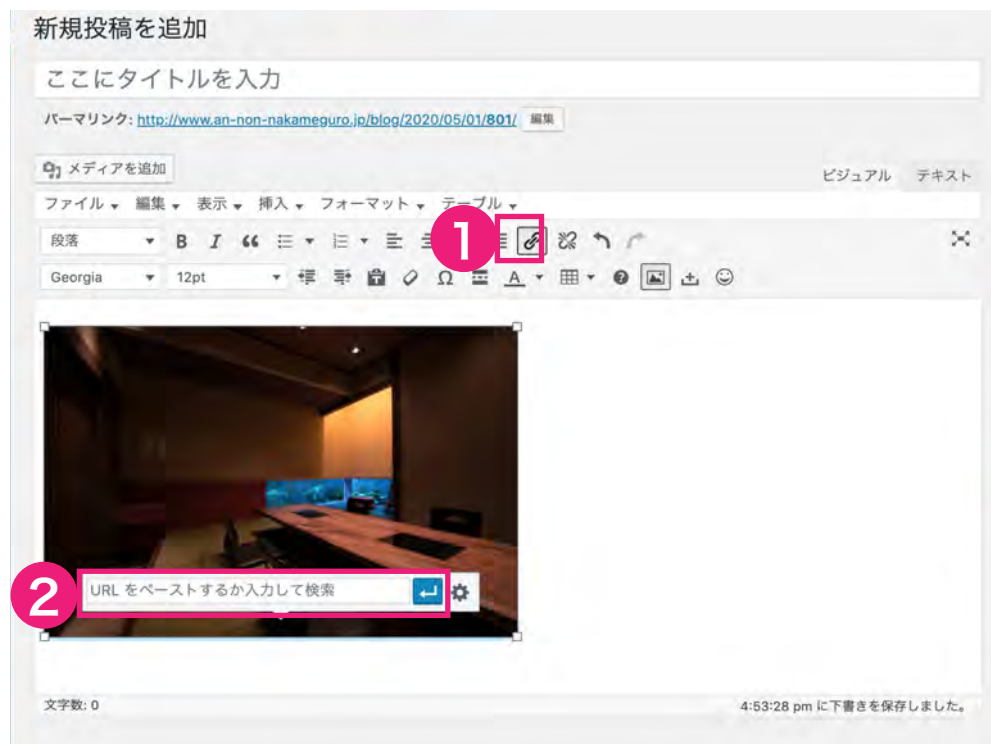 新規投稿を追加
ここにタイトルを入力
パーマリンク: http://www.an-non-nakameguro.jp/blog/2020/05/01/801/ 編集
メディアを追加
ビジュアル テキスト
ファイル 編集 表示 挿入 フォーマット テーブル
1
段落 B I
Georgia 12pt Ω A
2
URL をペーストするか入力して検索
文字数: 0
4:53:28 pm に下書きを保存しました。